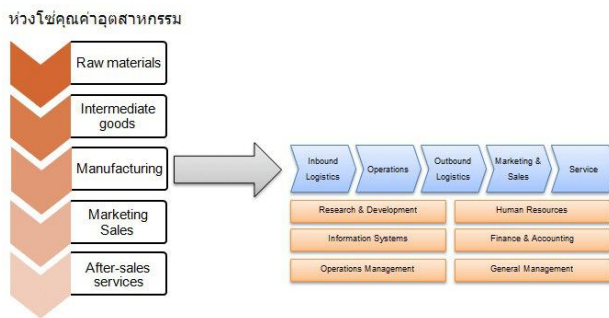 ห่วงโซ่คุณค่าอุตสาหกรรม
Raw materials
Intermediate
goods
Manufacturing
Marketing
Sales
After-sales
services
Inbound
Logistics
Operations
Outbound
Logistics
Marketing &
Sales
Service
Research & Development
Human Resources
Information Systems
Finance & Accounting
Operations Management
General Management